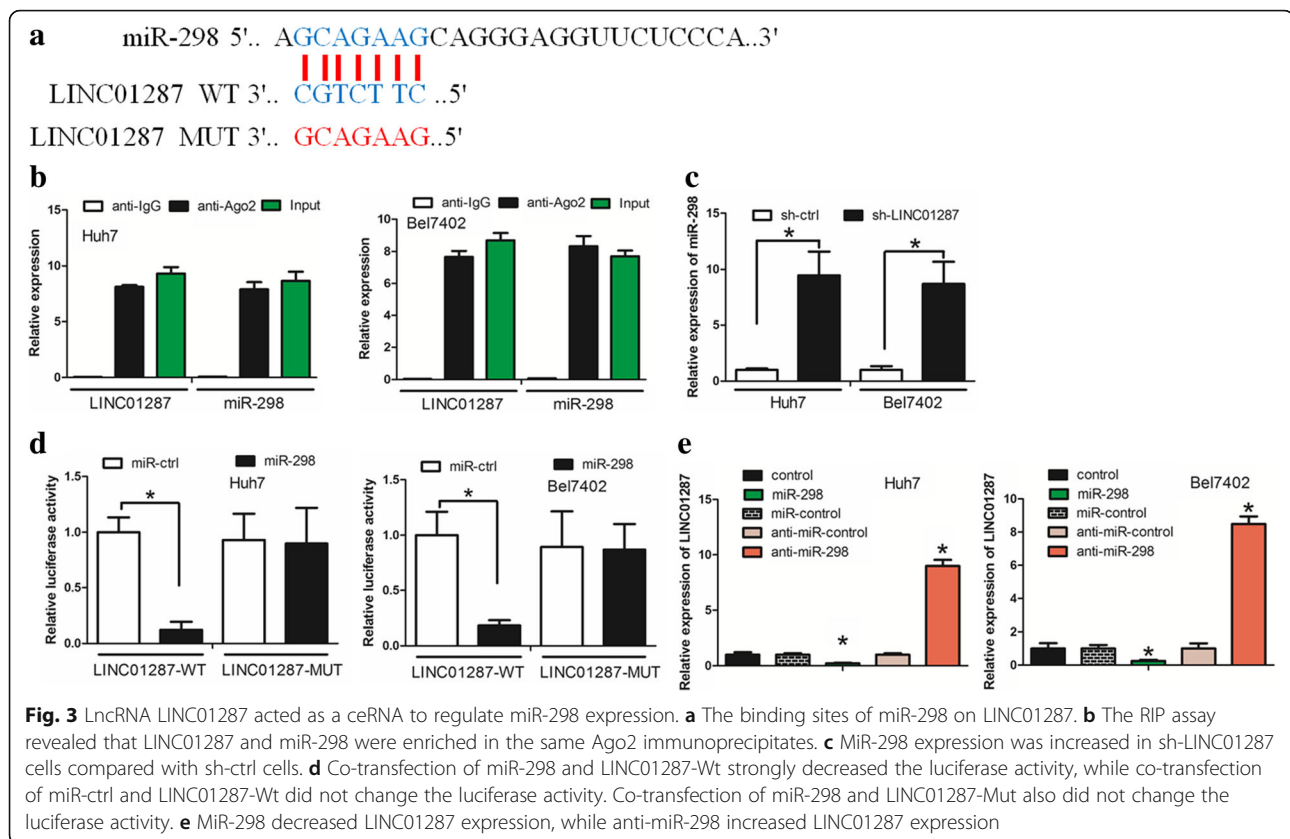 a
miR-298 5'.. AGCAGAAGCAGGGAGGUUCUCCCA..3'
LINC01287 WT 3'.. CGTCT TC ..5'
LINC01287 MUT 3'.. GCAGAAG..5'
b
anti-IgG anti-Ago2 Input
Huh7
Relative expression
15
10
5
0
LINC01287 miR-298
anti-IgG anti-Ago2 Input
Bel7402
Relative expression
10
8
6
4
2
0
LINC01287 miR-298
c
sh-ctrl sh-LINC01287
Relative expression of miR-298
15
10
5
0
* *
Huh7 Bel7402
d
miR-ctrl miR-298
Huh7
Relative luciferase activity
1.5
1.0
0.5
0.0
*
LINC01287-WT LINC01287-MUT
miR-ctrl miR-298
Bel7402
Relative luciferase activity
1.5
1.0
0.5
0.0
*
LINC01287-WT LINC01287-MUT
e
control
miR-298
miR-control
anti-miR-control
anti-miR-298
Huh7
Relative expression of LINC01287
15
10
5
0
* *
control
miR-298
miR-control
anti-miR-control
anti-miR-298
Bel7402
Relative expression of LINC01287
10
8
6
4
2
0
* *
Fig. 3 LncRNA LINC01287 acted as a ceRNA to regulate miR-298 expression. a The binding sites of miR-298 on LINC01287. b The RIP assay
revealed that LINC01287 and miR-298 were enriched in the same Ago2 immunoprecipitates. c MiR-298 expression was increased in sh-LINC01287
cells compared with sh-ctrl cells. d Co-transfection of miR-298 and LINC01287-Wt strongly decreased the luciferase activity, while co-transfection
of miR-ctrl and LINC01287-Wt did not change the luciferase activity. Co-transfection of miR-298 and LINC01287-Mut also did not change the
luciferase activity. e MiR-298 decreased LINC01287 expression, while anti-miR-298 increased LINC01287 expression